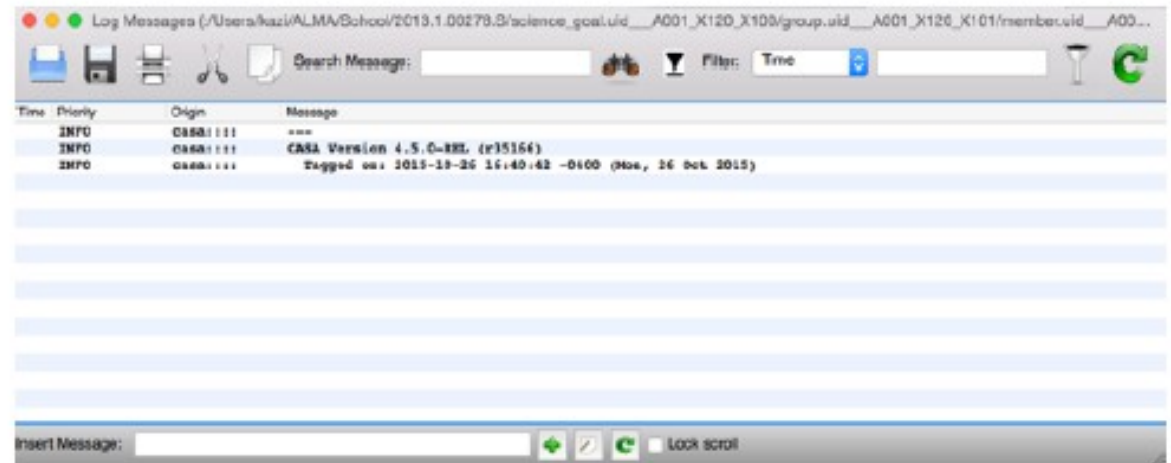 Log Messages (:/Users/kazi/ALMA/School/2013.1.00278.S/science_goal.uid___A001_X120_X100/group.uid___A001_X120_X101/member.uid___A00...
Search Message: Filter: Time
Time Priority Origin Message
INFO casa:::: ---
INFO casa:::: CASA Version 4.5.0-REL (r35166)
INFO casa:::: Tagged on: 2015-10-26 16:40:42 -0400 (Mon, 26 Oct 2015)
Insert Message: Lock scroll